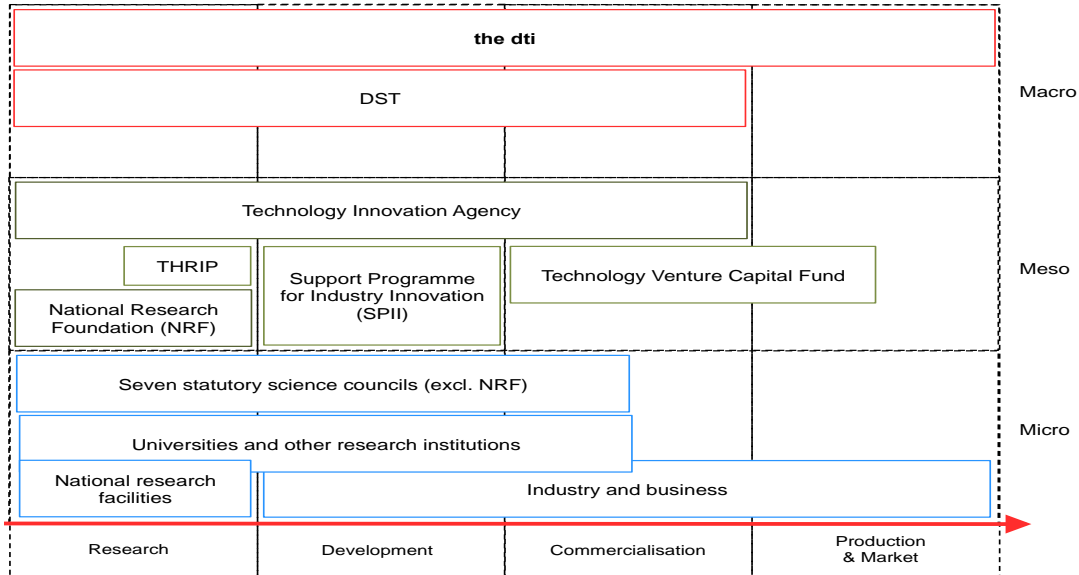 the dti
DST
Macro
Technology Innovation Agency
THRIP
Support Programme
for Industry Innovation
(SPII)
Technology Venture Capital Fund
Meso
National Research
Foundation (NRF)
Seven statutory science councils (excl. NRF)
Universities and other research institutions
Micro
National research
facilities
Industry and business
Research
Development
Commercialisation
Production
& Market